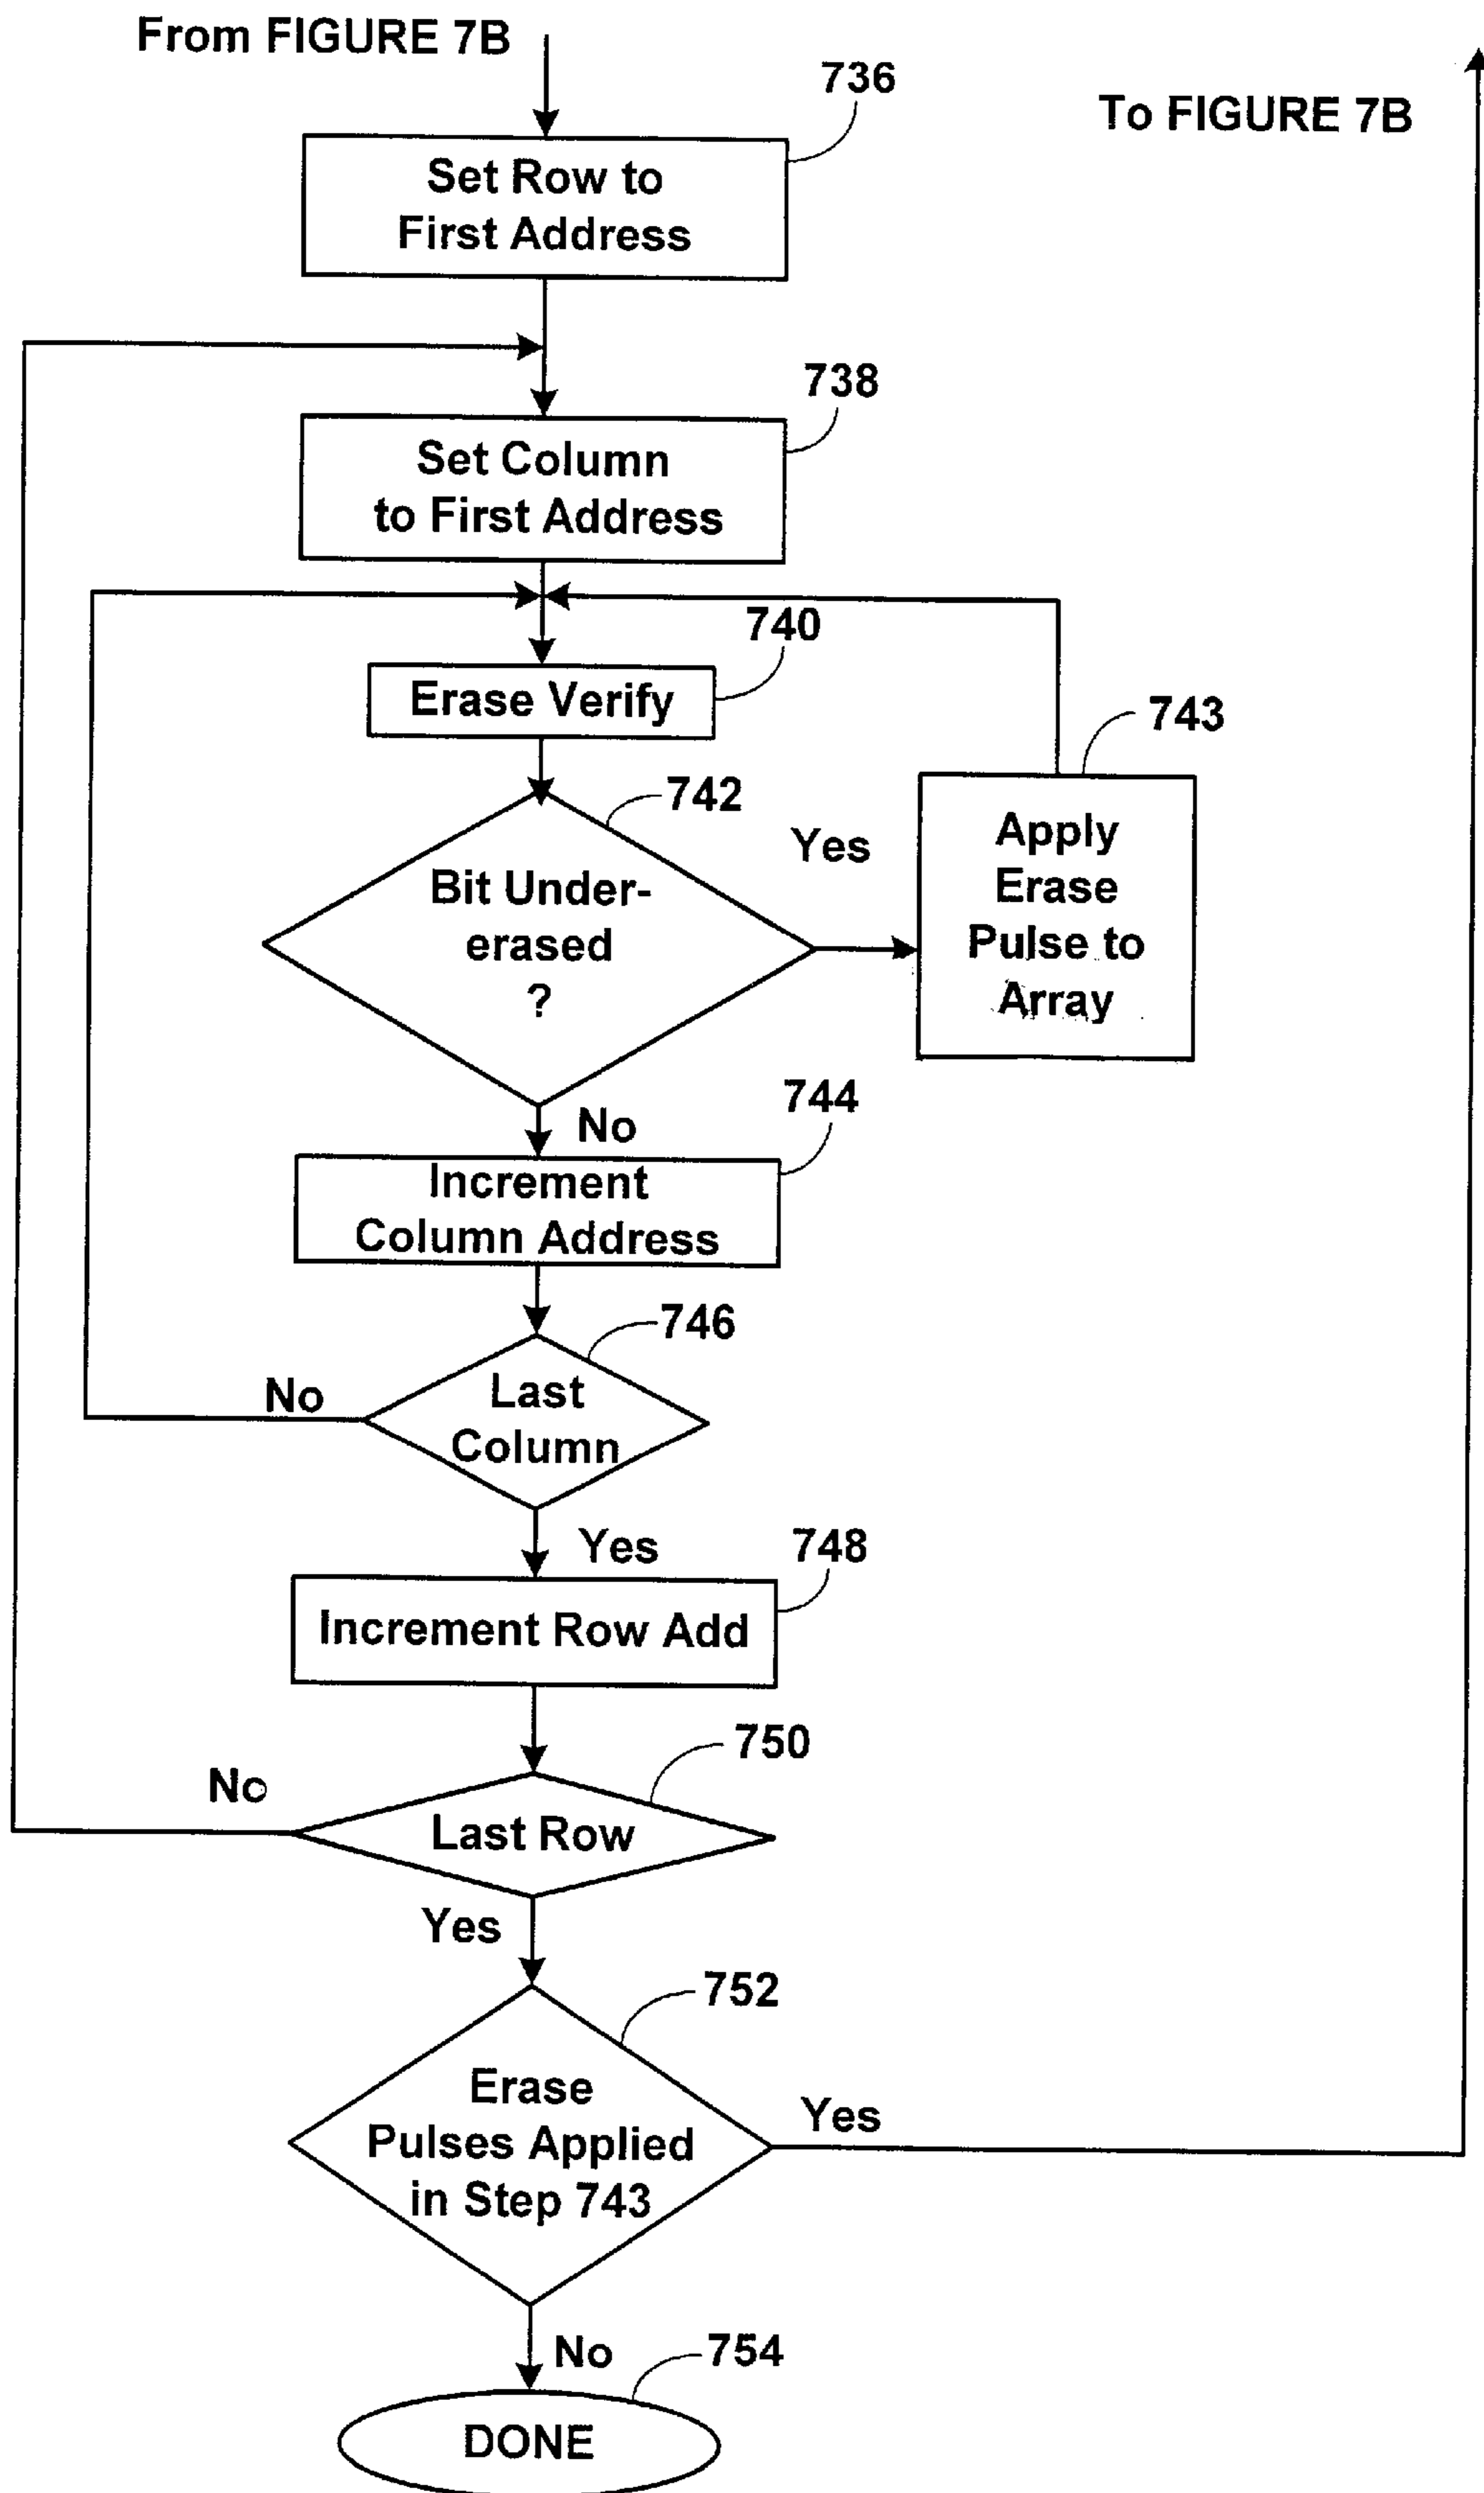 From FIGURE 7B
736
To FIGURE 7B
Set Row to
First Address
738
Set Column
to First Address
740
Erase Verify
743
742
Yes
Apply
Erase
Pulse to
Array
Bit Under-
erased
?
744
No
Increment
Column Address
746
No
Last
Column
Yes
748
Increment Row Add
750
No
Last Row
Yes
752
Erase
Pulses Applied
in Step 743
Yes
No
754
DONE